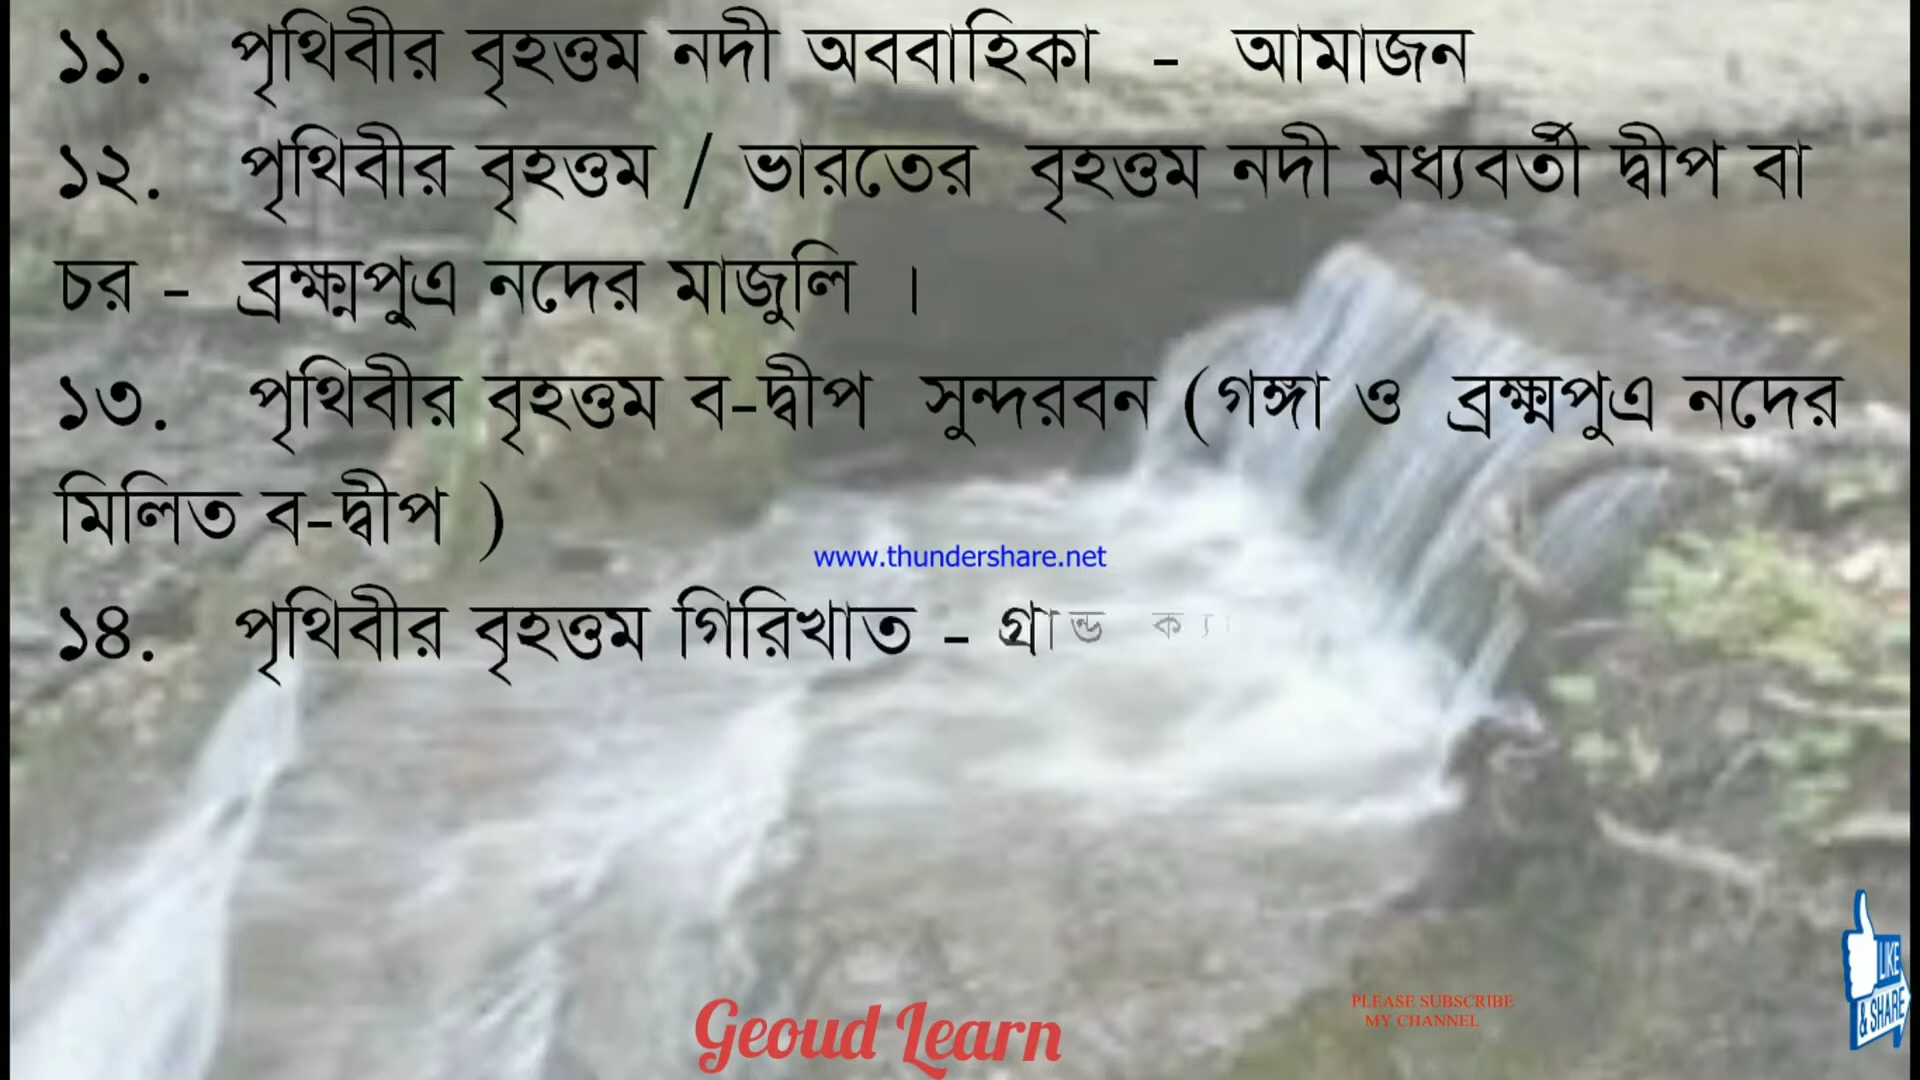 ১১. পৃথিবীর বৃহত্তম নদী অববাহিকা - আমাজন
১২. পৃথিবীর বৃহত্তম / ভারতের বৃহত্তম নদী মধ্যবর্তী দ্বীপ বা
চর - ব্রক্ষ্মপুএ নদের মাজুলি ।
১৩. পৃথিবীর বৃহত্তম ব-দ্বীপ সুন্দরবন (গঙ্গা ও ব্রক্ষ্মপুএ নদের
মিলিত ব-দ্বীপ )
www.thundershare.net
১৪. পৃথিবীর বৃহত্তম গিরিখাত - গ্রান্ড
Geoud Learn
PLEASE SUBSCRIBE
MY CHANNEL
LIKE
& SHARE